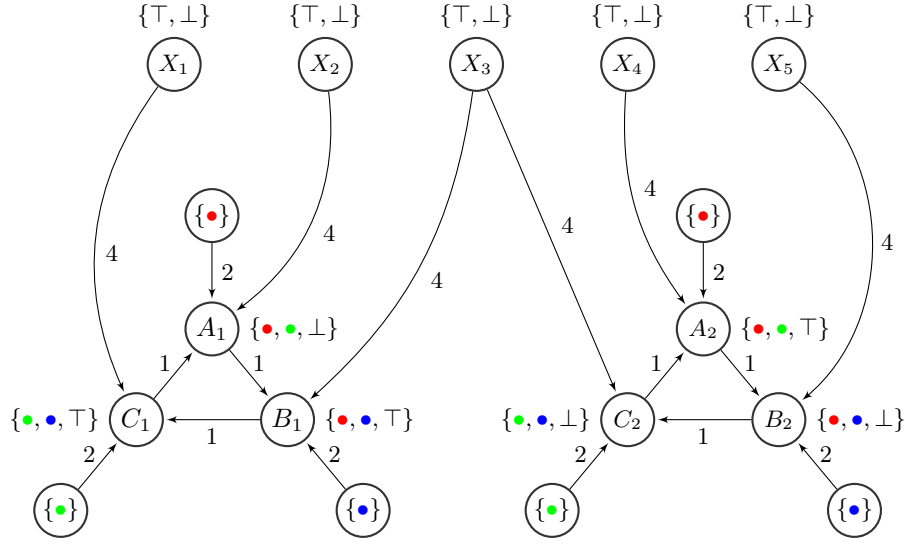 {⊤, ⊥} {⊤, ⊥} {⊤, ⊥} {⊤, ⊥} {⊤, ⊥}
X₁ X₂ X₃ X₄ X₅
{•} {•}
4 4 4 4 4 4
2 2
A₁ {•, •, ⊥} A₂ {•, •, ⊤}
1 1 1 1
{•, •, ⊤} C₁ B₁ {•, •, ⊤} {•, •, ⊥} C₂ B₂ {•, •, ⊥}
1 1
2 2 2 2
{•} {•} {•} {•}